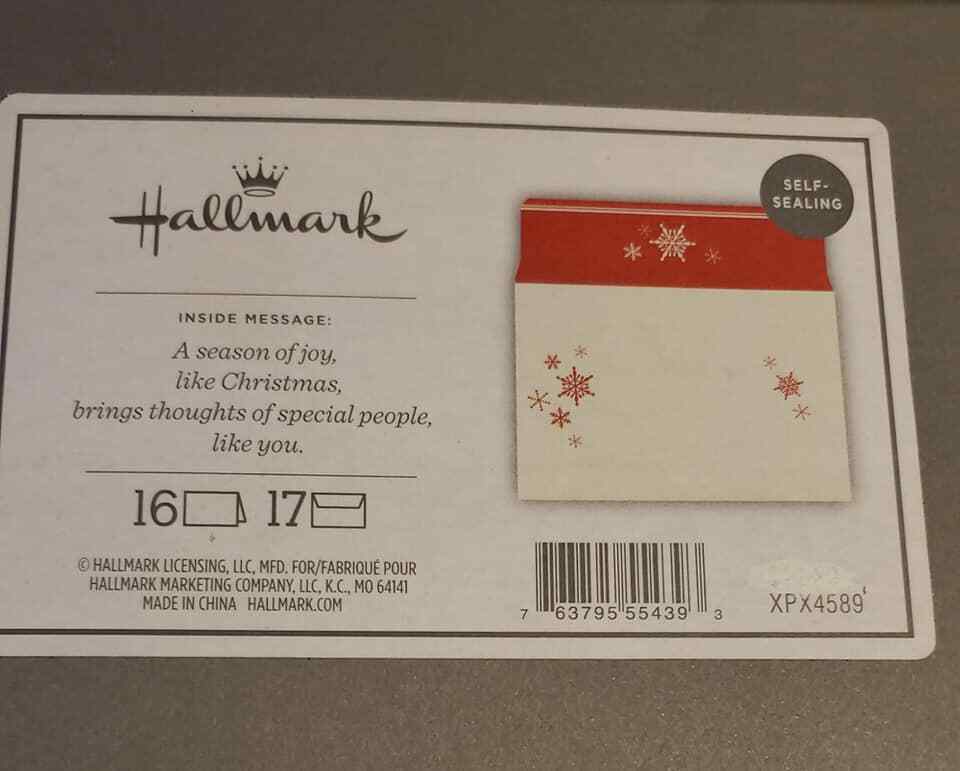 Hallmark
SELF-
SEALING
INSIDE MESSAGE:
A season of joy,
like Christmas,
brings thoughts of special people,
like you.
16 17
© HALLMARK LICENSING, LLC, MFD. FOR/FABRIQUÉ POUR
HALLMARK MARKETING COMPANY, LLC, K.C., MO 64141
MADE IN CHINA HALLMARK.COM
7 63795 55439 3
XPX4589